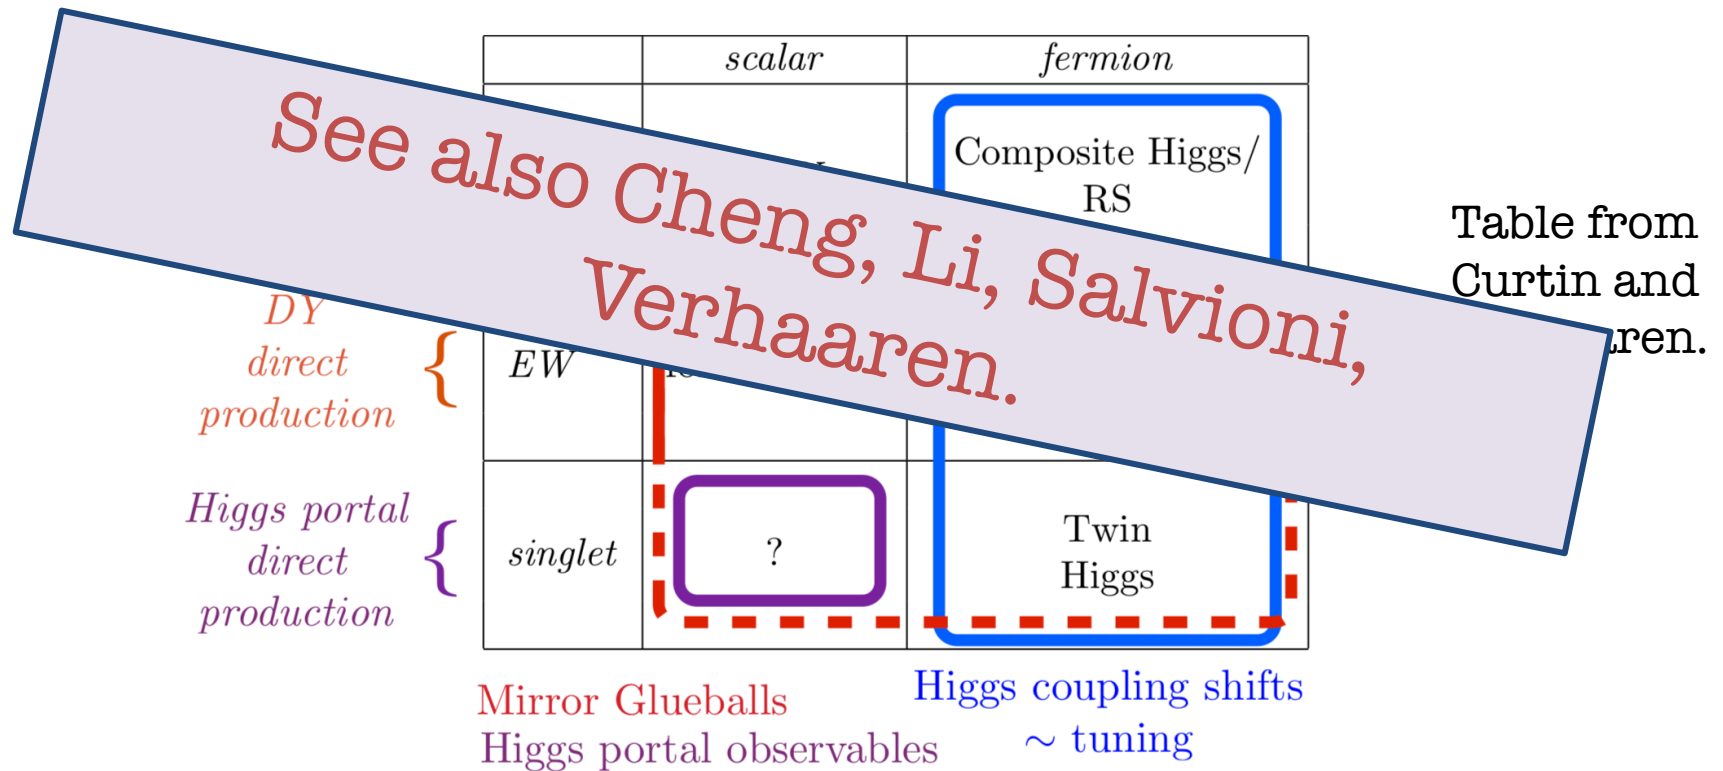 scalar fermion
See also Cheng, Li, Salvioni,
Verhaaren.
Composite Higgs/
RS
Table from
Curtin and
DY
direct
production
{
EW
Higgs portal
direct
production
{
singlet
?
Twin
Higgs
Mirror Glueballs
Higgs portal observables
Higgs coupling shifts
~ tuning